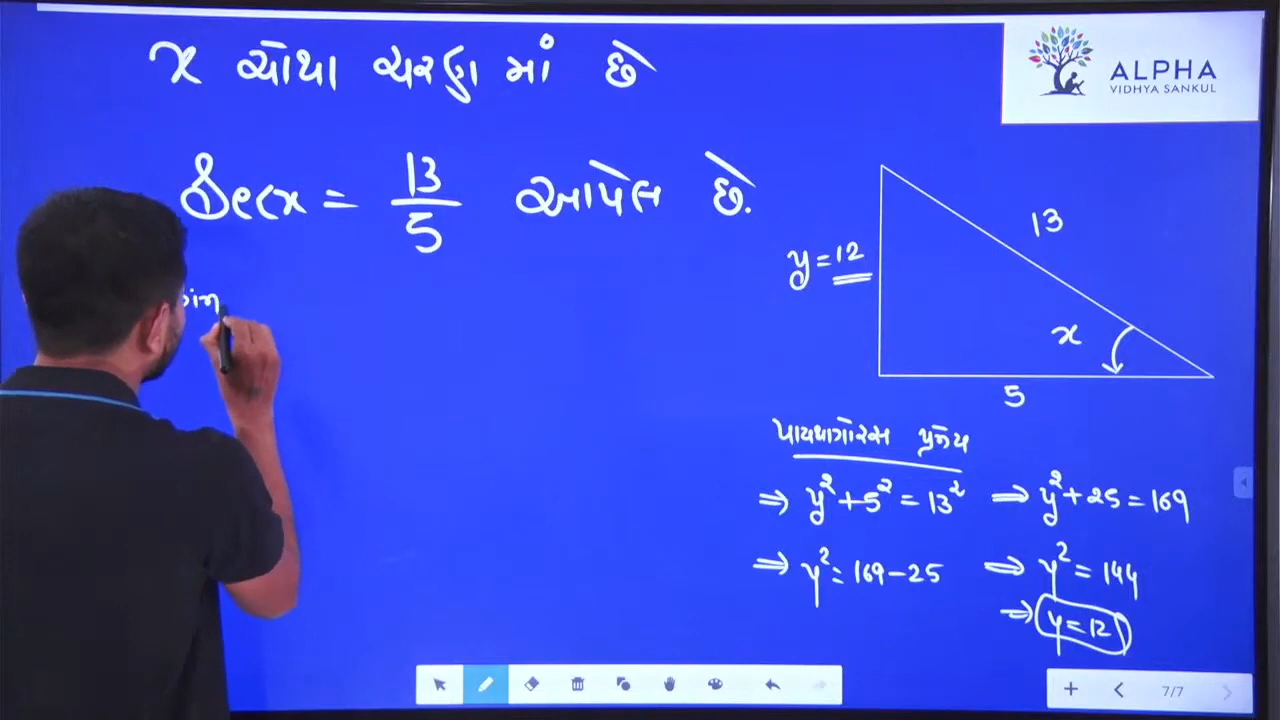 x ચોથા ચરણ માં છે
Secx = 13/5 આપેલ છે.
sin
y = 12
13
x
5
પાયથાગોરસ પ્રમેય
⇒ y² + 5² = 13² ⇒ y² + 25 = 169
⇒ y² = 169 - 25 ⇒ y² = 144
⇒ y = 12
ALPHA
VIDHYA SANKUL
7/7